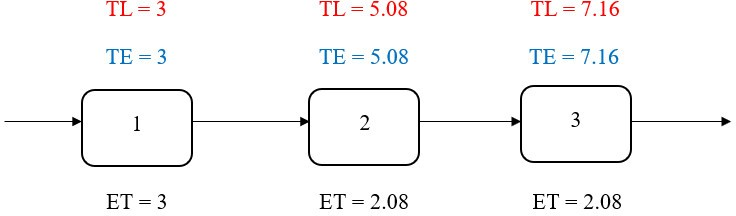 TL = 3 TL = 5.08 TL = 7.16
TE = 3 TE = 5.08 TE = 7.16
1 2 3
ET = 3 ET = 2.08 ET = 2.08